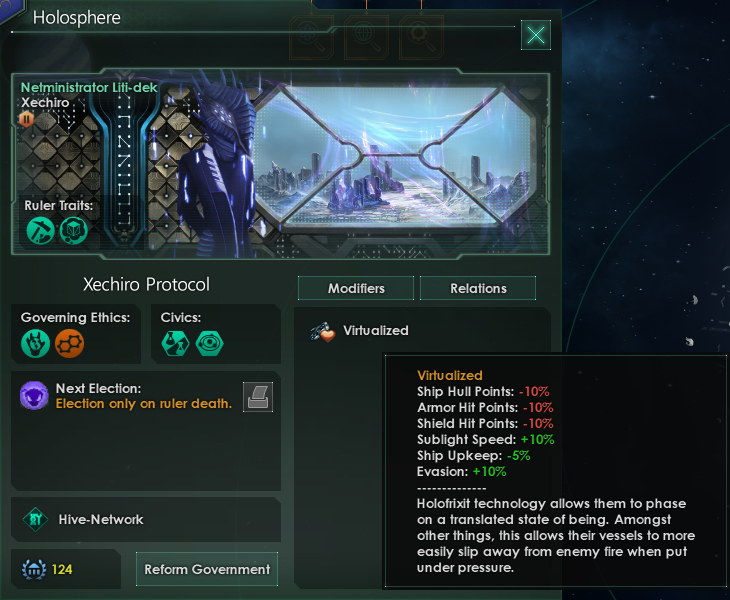 Holosphere
Netministrator Liti-dek
Xechiro
Ruler Traits:
Xechiro Protocol
Modifiers
Relations
Governing Ethics:
Civics:
Virtualized
Next Election:
Election only on ruler death.
Hive-Network
124
Reform Government
Virtualized
Ship Hull Points: -10%
Armor Hit Points: -10%
Shield Hit Points: -10%
Sublight Speed: +10%
Ship Upkeep: -5%
Evasion: +10%
--------------
Holofrixit technology allows them to phase
on a translated state of being. Amongst
other things, this allows their vessels to more
easily slip away from enemy fire when put
under pressure.